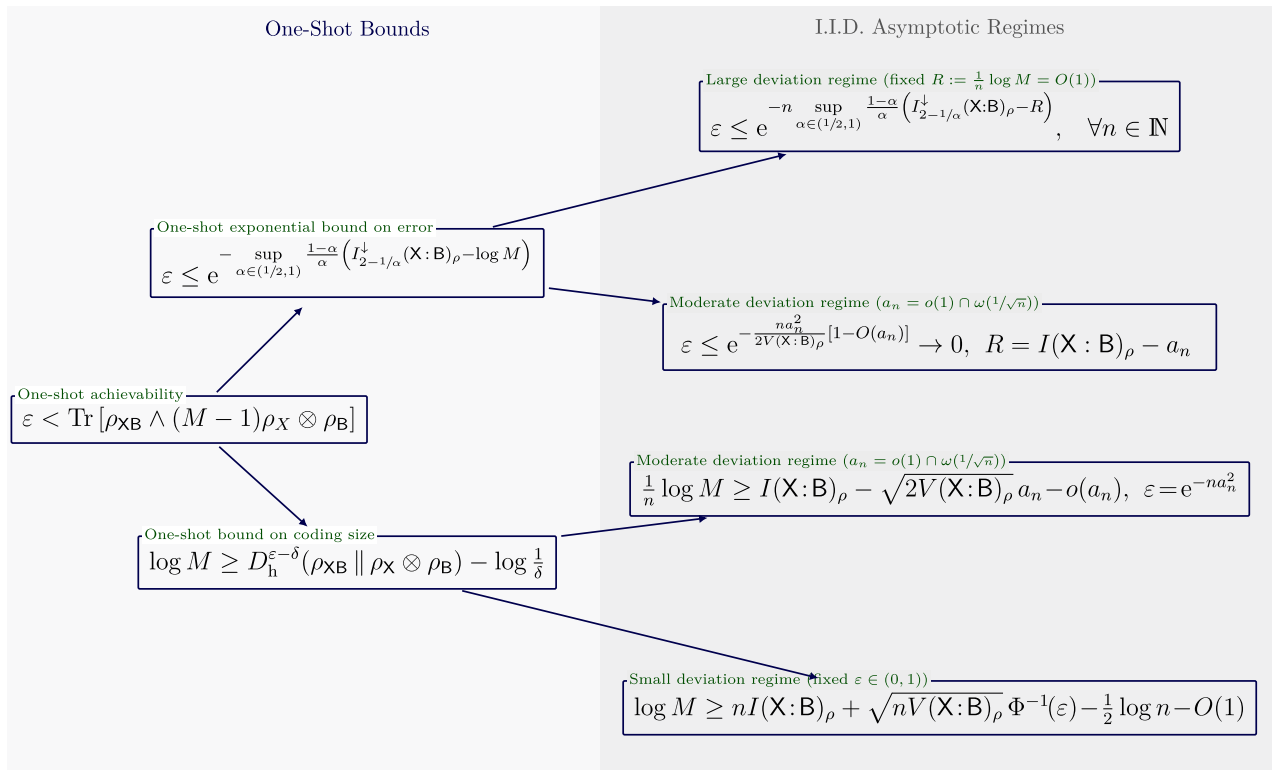 One-Shot Bounds
I.I.D. Asymptotic Regimes
Large deviation regime (fixed R := 1/n log M = O(1))
ε ≤ e^{−n sup_{α∈(1/2,1)} (1−α)/α (I^↓_{2−1/α}(X:B)_ρ−R)}, ∀n ∈ ℕ
One-shot exponential bound on error
ε ≤ e^{− sup_{α∈(1/2,1)} (1−α)/α (I^↓_{2−1/α}(X:B)_ρ−log M)}
Moderate deviation regime (a_n = o(1) ∩ ω(1/√n))
ε ≤ e^{−\frac{na_n^2}{2V(X:B)_ρ}[1−O(a_n)]} → 0, R = I(X : B)_ρ − a_n
One-shot achievability
ε < Tr [ρ_XB ∧ (M − 1)ρ_X ⊗ ρ_B]
Moderate deviation regime (a_n = o(1) ∩ ω(1/√n))
1/n log M ≥ I(X:B)_ρ − √(2V(X:B)_ρ) a_n−o(a_n), ε=e^{−na_n^2}
One-shot bound on coding size
log M ≥ D_h^{ε−δ}(ρ_XB ∥ ρ_X ⊗ ρ_B) − log 1/δ
Small deviation regime (fixed ε ∈ (0, 1))
log M ≥ nI(X:B)_ρ + √(nV(X:B)_ρ) Φ^{−1}(ε)−1/2 log n−O(1)